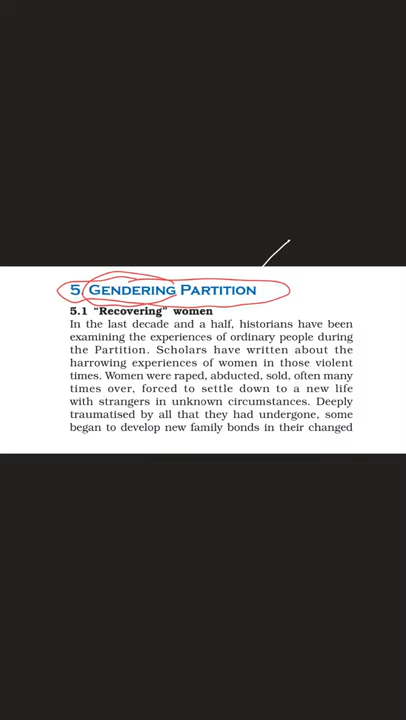 5 GENDERING PARTITION
5.1 “Recovering” women
In the last decade and a half, historians have been
examining the experiences of ordinary people during
the Partition. Scholars have written about the
harrowing experiences of women in those violent
times. Women were raped, abducted, sold, often many
times over, forced to settle down to a new life
with strangers in unknown circumstances. Deeply
traumatised by all that they had undergone, some
began to develop new family bonds in their changed